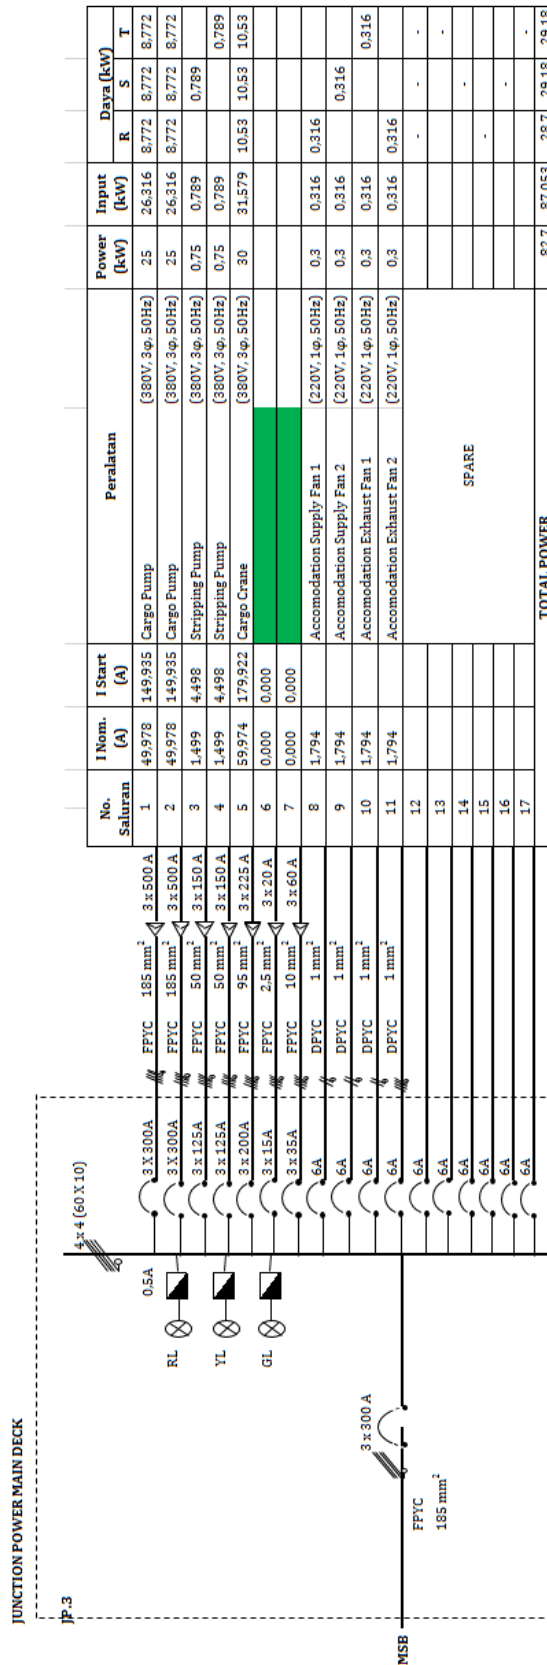 JUNCTION POWER MAIN DECK
JP.3
4 x 4 (60 X 10)
0,5A
RL
YL
GL
MSB
FPYC
185 mm²
3 x 300 A
No. Saluran I Nom. (A) I Start (A) Peralatan Power (kW) Input (kW) Daya (kW)
R S T
3 X 300A FPYC 185 mm² 3 x 500 A 1 49,978 149,935 Cargo Pump (380V, 3φ, 50Hz) 25 26,316 8,772 8,772 8,772
3 X 300A FPYC 185 mm² 3 x 500 A 2 49,978 149,935 Cargo Pump (380V, 3φ, 50Hz) 25 26,316 8,772 8,772 8,772
3 x 125A FPYC 50 mm² 3 x 150 A 3 1,499 4,498 Stripping Pump (380V, 3φ, 50Hz) 0,75 0,789 0,789
3 x 125A FPYC 50 mm² 3 x 150 A 4 1,499 4,498 Stripping Pump (380V, 3φ, 50Hz) 0,75 0,789 0,789
3 x 200A FPYC 95 mm² 3 x 225 A 5 59,974 179,922 Cargo Crane (380V, 3φ, 50Hz) 30 31,579 10,53 10,53 10,53
3 x 15A FPYC 2,5 mm² 3 x 20 A 6 0,000 0,000
3 x 35A FPYC 10 mm² 3 x 60 A 7 0,000 0,000
6A DPYC 1 mm² 8 1,794 Accomodation Supply Fan 1 (220V, 1φ, 50Hz) 0,3 0,316 0,316
6A DPYC 1 mm² 9 1,794 Accomodation Supply Fan 2 (220V, 1φ, 50Hz) 0,3 0,316 0,316
6A DPYC 1 mm² 10 1,794 Accomodation Exhaust Fan 1 (220V, 1φ, 50Hz) 0,3 0,316 0,316
6A DPYC 1 mm² 11 1,794 Accomodation Exhaust Fan 2 (220V, 1φ, 50Hz) 0,3 0,316 0,316
6A 12 - - -
6A 13 -
6A 14 SPARE -
6A 15 -
6A 16 -
6A 17 -
TOTAL POWER 82,7 87,053 28,7 29,18 29,18